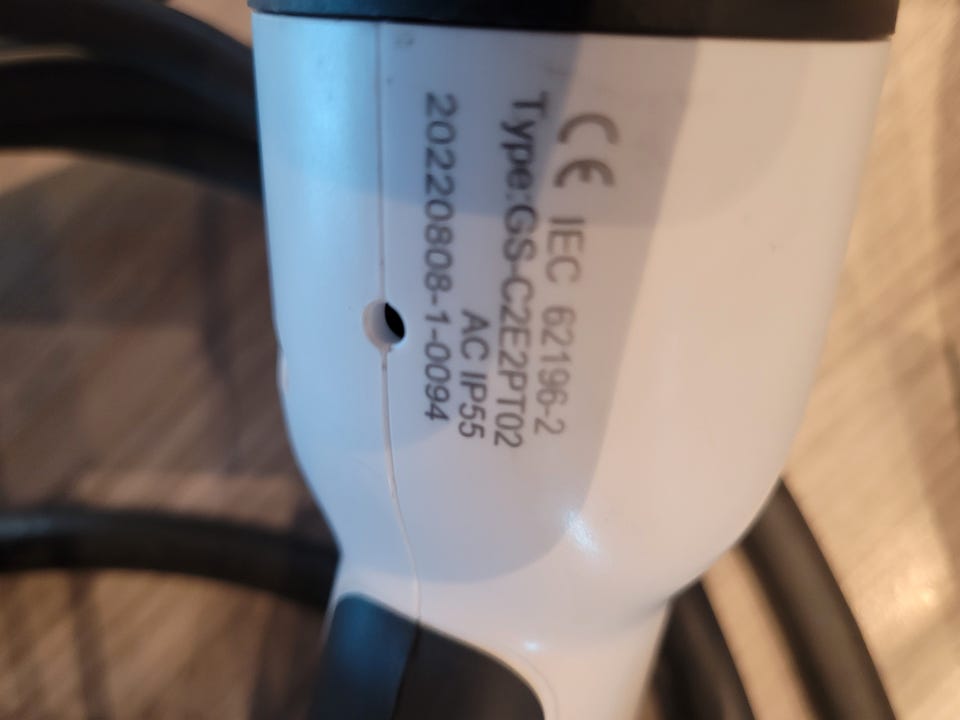 CE IEC 62196-2
Type:GS-C2E2PT02
AC IP55
20220808-1-0094